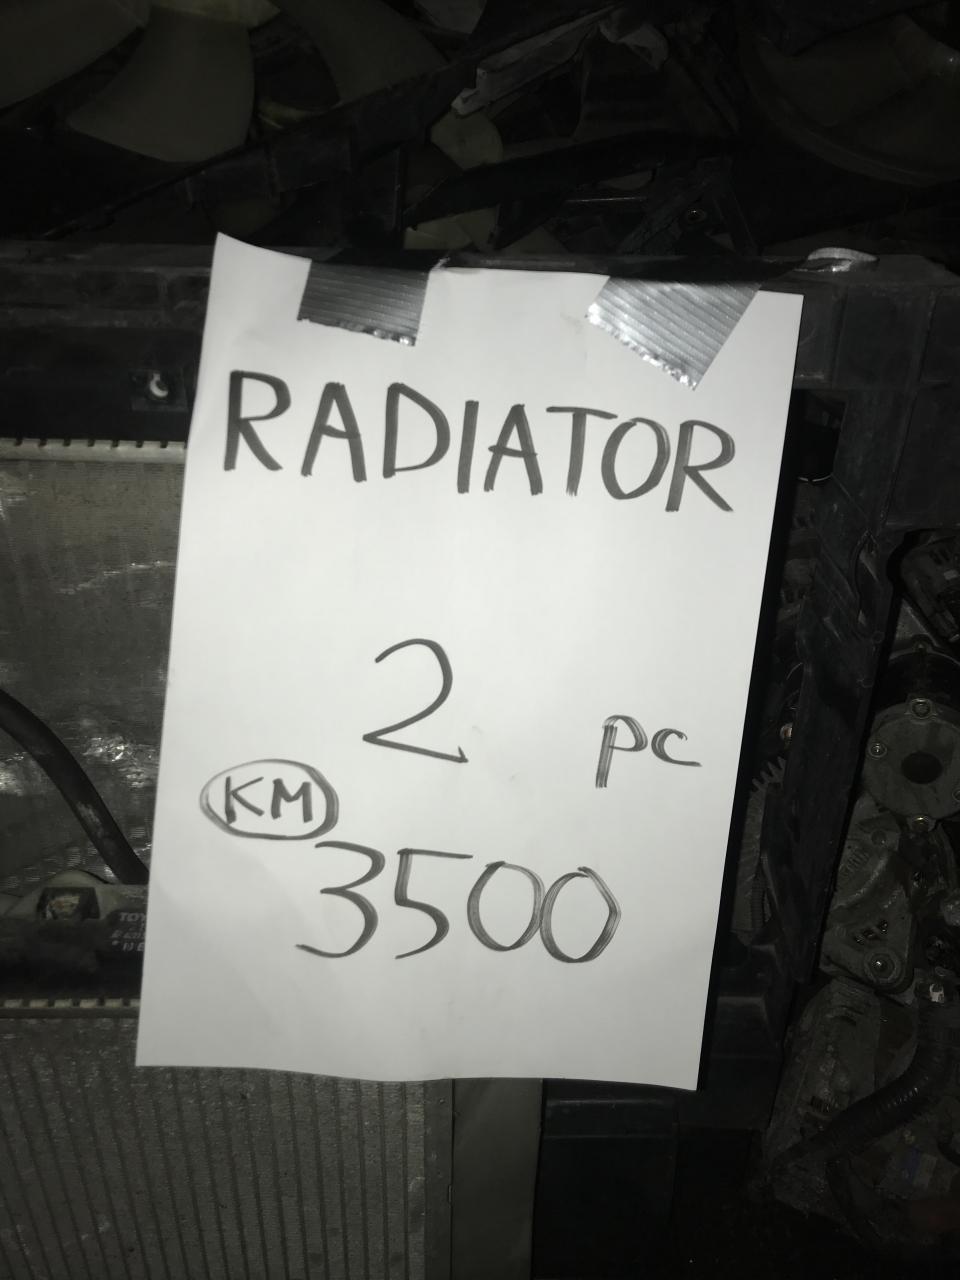 RADIATOR
2 pc
KM
3500